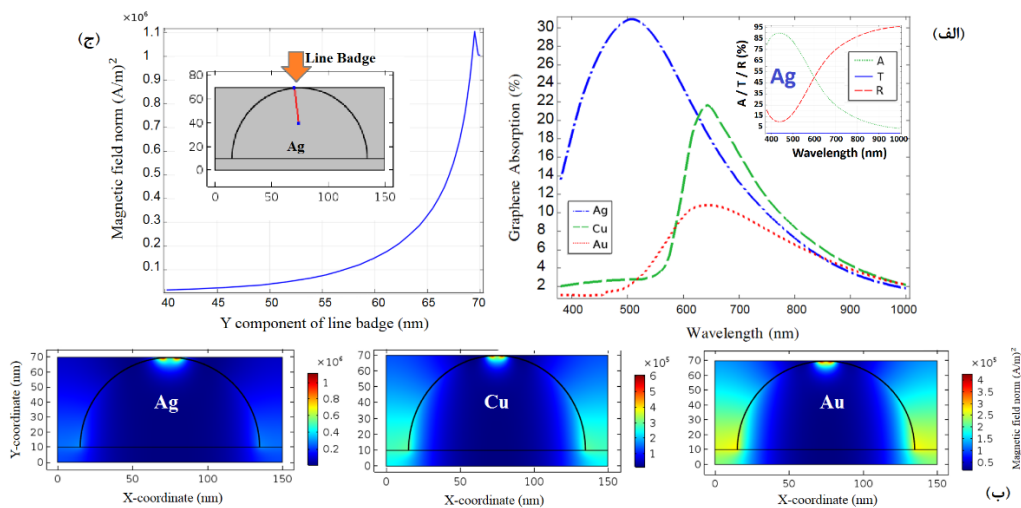 (ج)
×10⁶
1.1
1
0.9
0.8
0.7
0.6
0.5
0.4
0.3
0.2
0.1
Magnetic field norm (A/m)²
40 45 50 55 60 65 70
Y component of line badge (nm)
Line Badge
80
60
40
20
0
Ag
0 50 100 150
(الف)
30
28
26
24
22
20
18
16
14
12
10
8
6
4
2
Graphene Absorption (%)
Ag
Cu
Au
400 500 600 700 800 900 1000
Wavelength (nm)
95
85
75
65
55
45
35
25
15
5
A / T / R (%)
Ag
A
T
R
400 500 600 700 800 900 1000
Wavelength (nm)
Y-coordinate (nm)
70
60
50
40
30
20
10
0
Ag
0 50 100 150
X-coordinate (nm)
×10⁶
1
0.8
0.6
0.4
0.2
70
60
50
40
30
20
10
0
Cu
0 50 100 150
X-coordinate (nm)
×10⁵
6
5
4
3
2
1
70
60
50
40
30
20
10
0
Au
0 50 100 150
X-coordinate (nm)
×10⁵
4
3.5
3
2.5
2
1.5
1
0.5
Magnetic field norm (A/m)²
(ب)